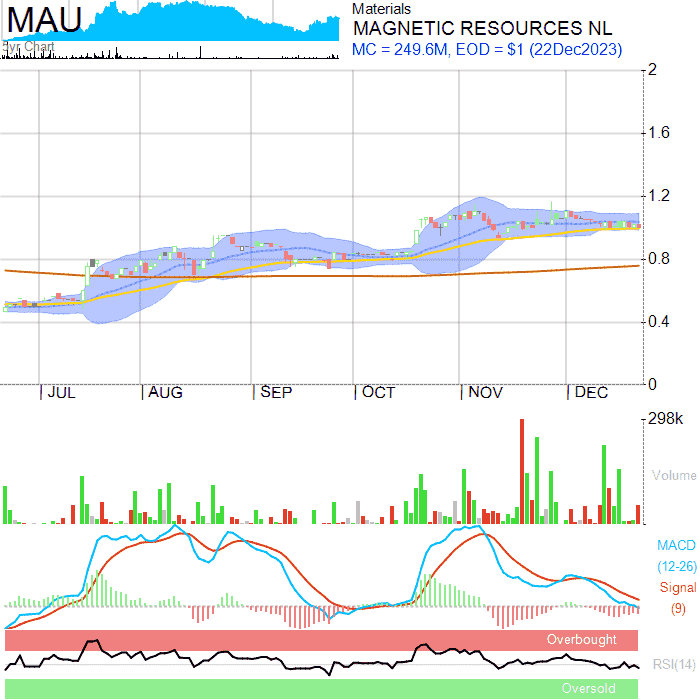 MAU
5yr Chart
Materials
MAGNETIC RESOURCES NL
MC = 249.6M, EOD = $1 (22Dec2023)
2
1.6
1.2
0.8
0.4
0
JUL AUG SEP OCT NOV DEC
298k
Volume
MACD
(12-26)
Signal
(9)
Overbought
RSI(14)
Oversold